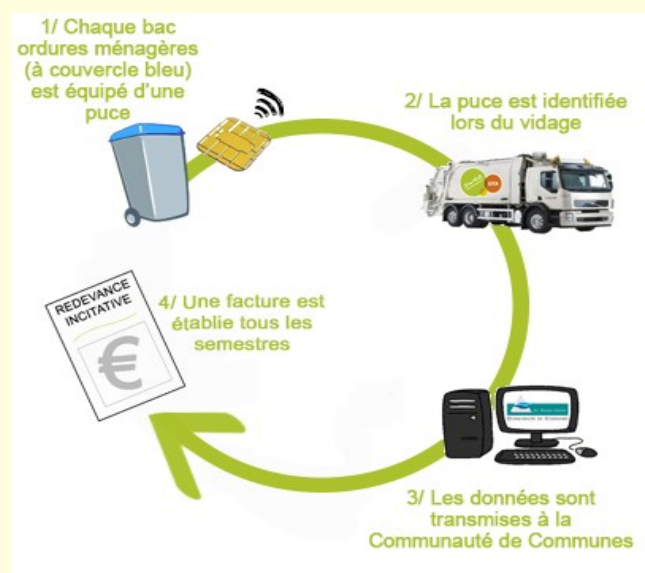 1/ Chaque bac
ordures ménagères
(à couvercle bleu)
est équipé d'une
puce
2/ La puce est identifiée
lors du vidage
3/ Les données sont
transmises à la
Communauté de Communes
4/ Une facture est
établie tous les
semestres
REDEVANCE
INCITATIVE
€